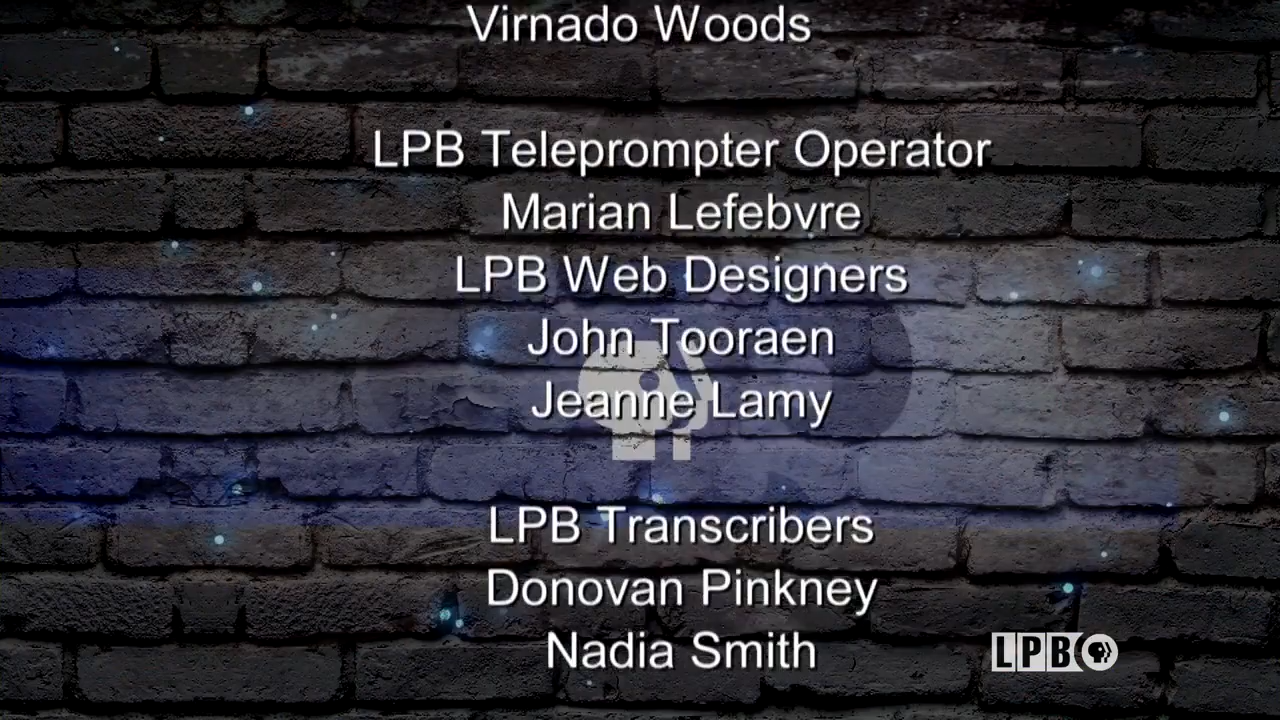 Virnado Woods
LPB Teleprompter Operator
Marian Lefebvre
LPB Web Designers
John Tooraen
Jeanne Lamy
LPB Transcribers
Donovan Pinkney
Nadia Smith
LPB